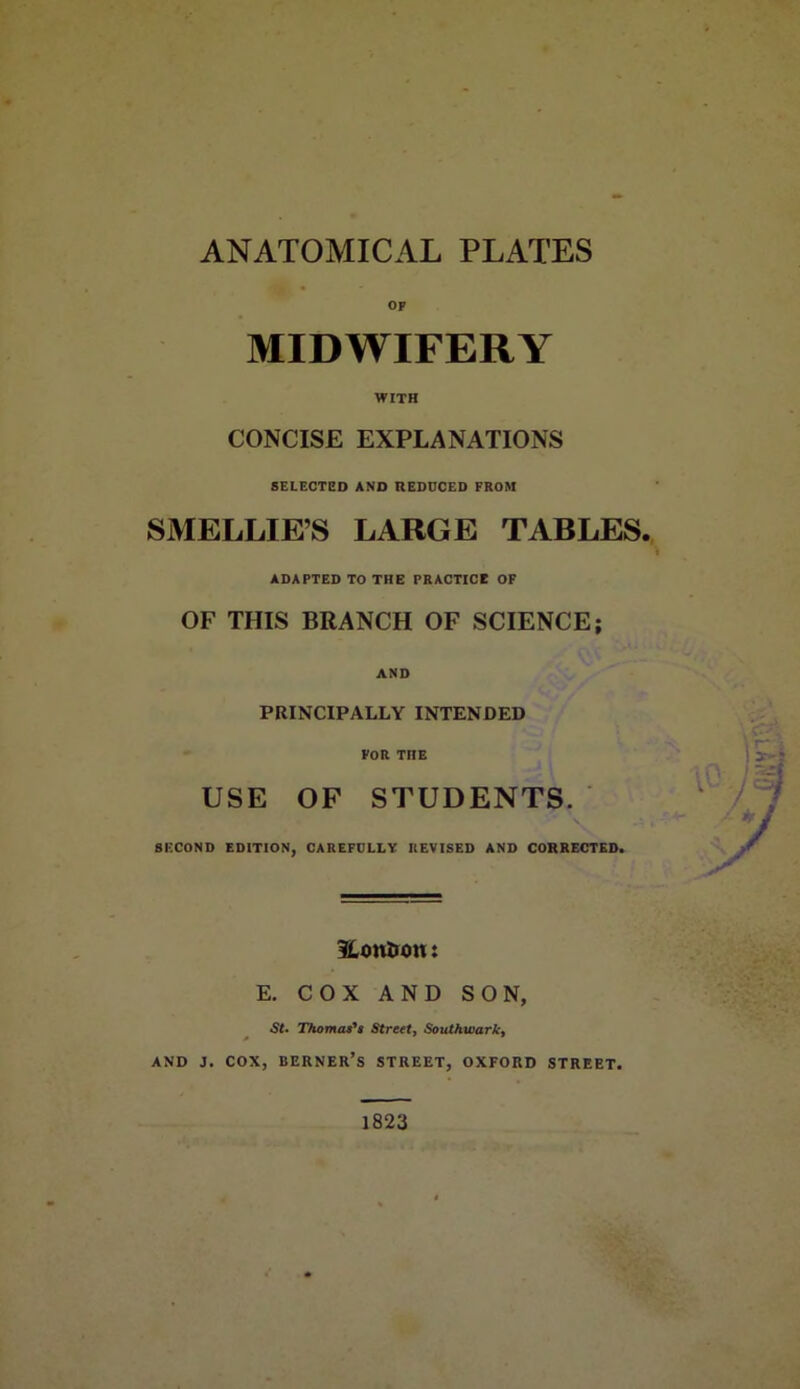 ANATOMICAL PLATES
OF
MIDWIFERY
WITH
CONCISE EXPLANATIONS
SELECTED AND REDUCED FROM
SMELLIE'S LARGE TABLES.
ADAPTED TO THE PRACTICE OF
OF THIS BRANCH OF SCIENCE;
AND
PRINCIPALLY INTENDED
FOR THE
USE OF STUDENTS.
SECOND EDITION, CAREFULLY REVISED AND CORRECTED.
London:
E. COX AND SON,
St. Thomas's Street, Southwark,
AND J. COX, BERNER'S STREET, OXFORD STREET.
1823